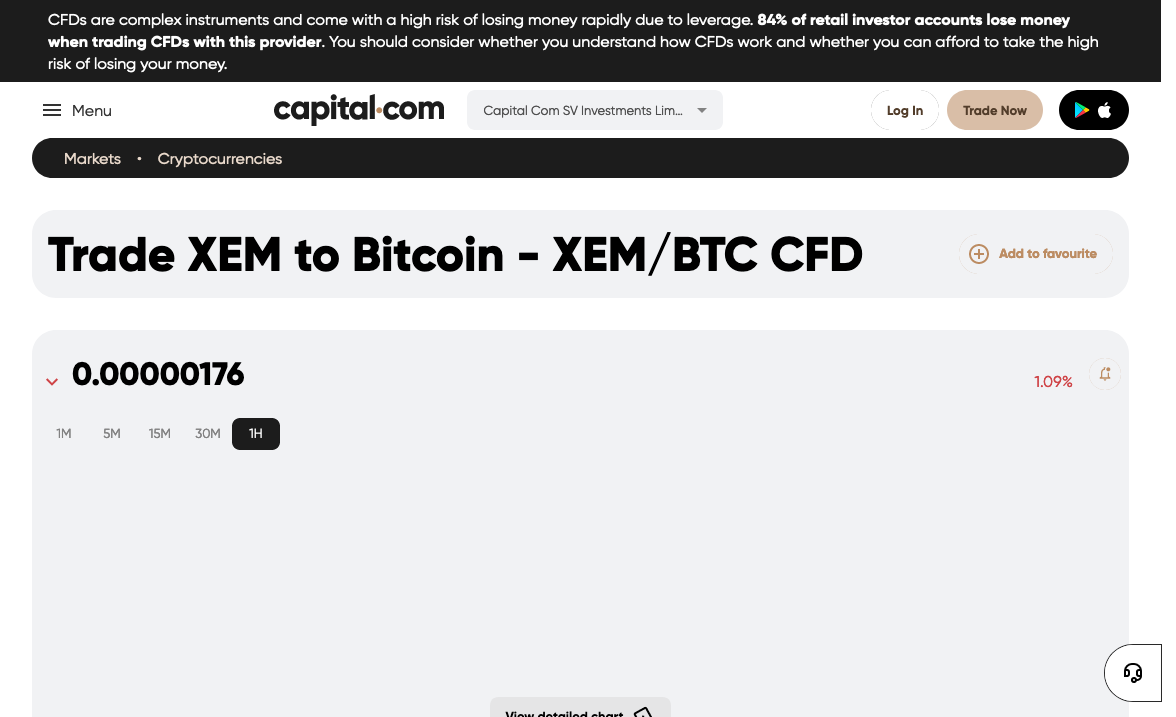 CFDs are complex instruments and come with a high risk of losing money rapidly due to leverage. 84% of retail investor accounts lose money
when trading CFDs with this provider. You should consider whether you understand how CFDs work and whether you can afford to take the high
risk of losing your money.
Menu
capital.com
Capital Com SV Investments Lim...
Log In
Trade Now
Markets • Cryptocurrencies
Trade XEM to Bitcoin - XEM/BTC CFD
Add to favourite
0.00000176
1.09%
1M 5M 15M 30M 1H
View detailed chart